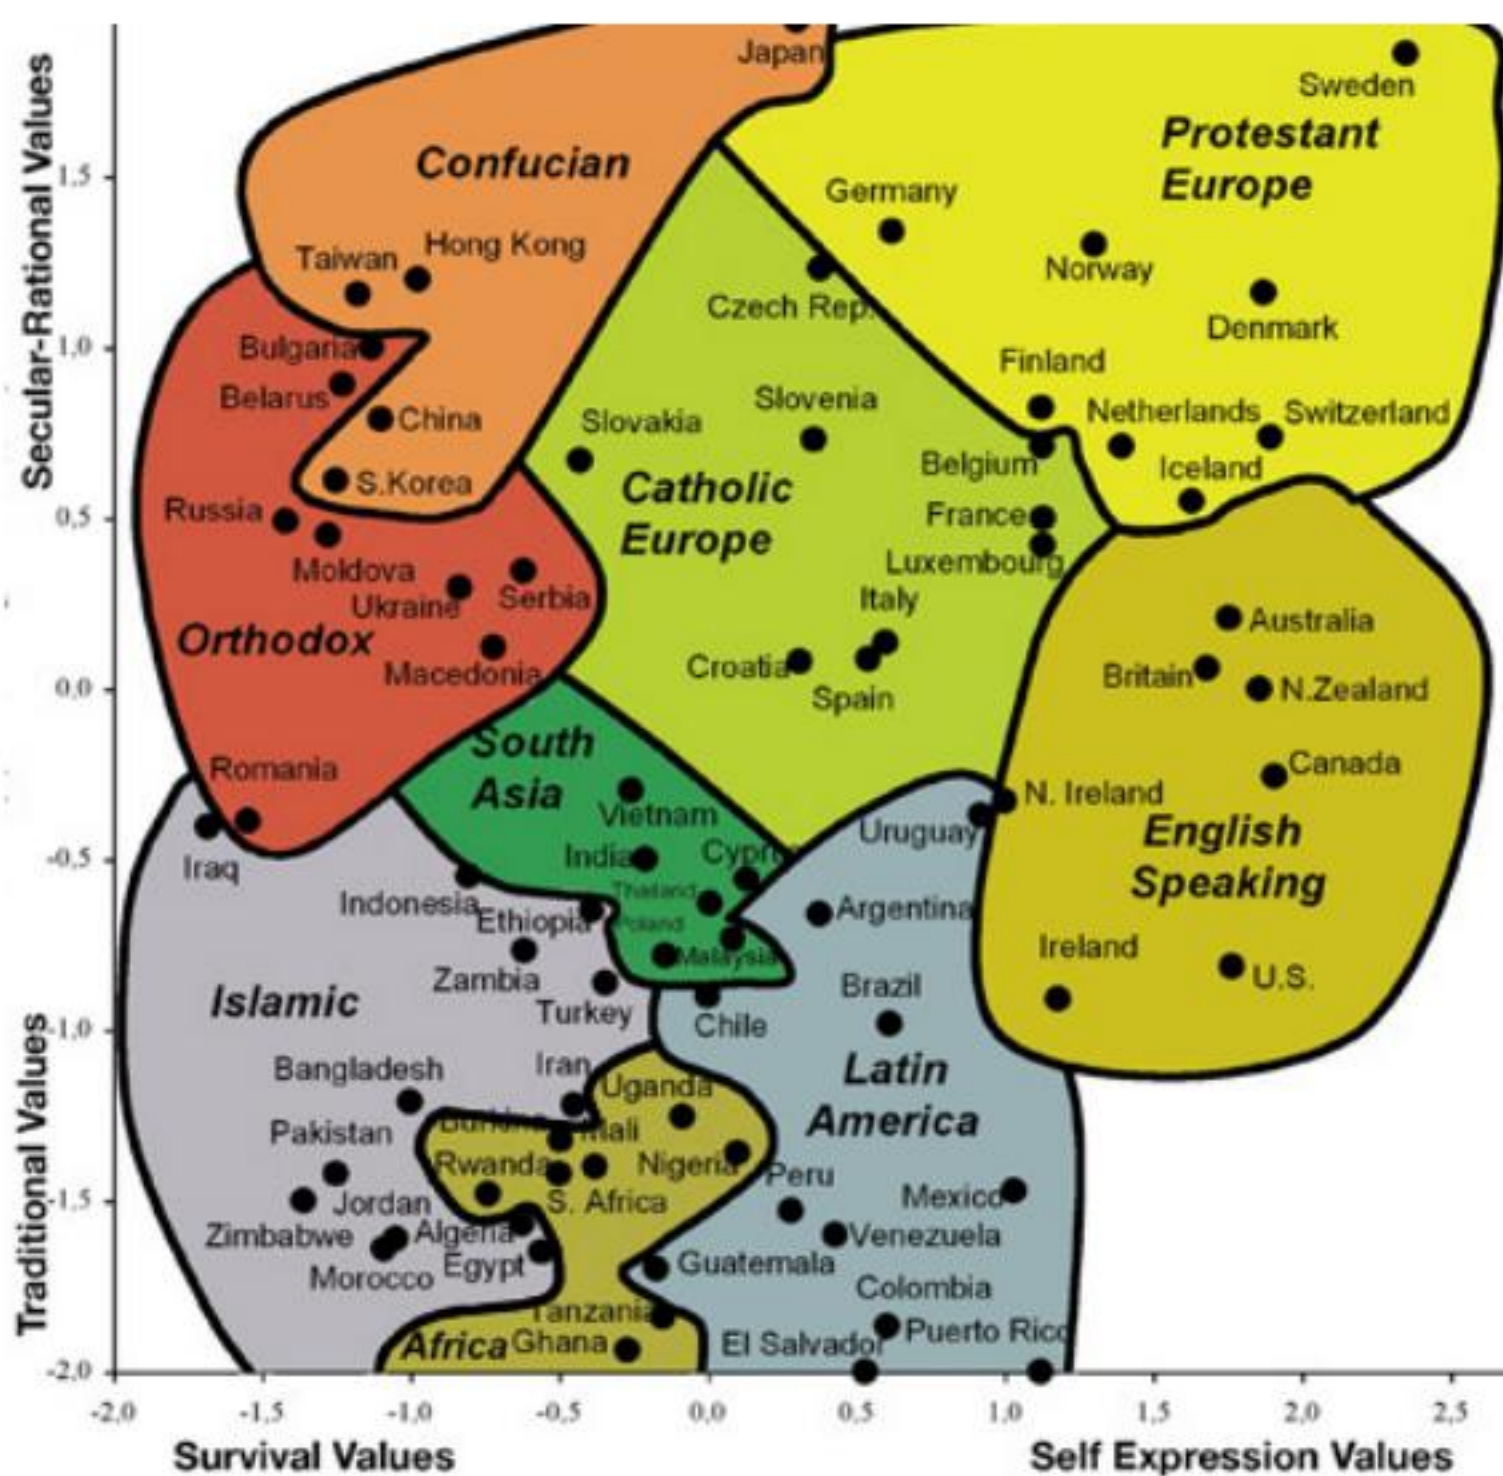 Japan
Sweden
Protestant
Europe
Confucian
1.5
Germany
Hong Kong
Taiwan
Norway
Czech Rep.
Denmark
Secular-Rational Values
1,0
Bulgaria
Finland
Belarus
Slovenia
Netherlands
Switzerland
China
Slovakia
Belgium
Iceland
S.Korea
Catholic
Europe
Russia
0,5
France
Luxembourg
Moldova
Ukraine
Serbia
Italy
Australia
Orthodox
Macedonia
Croatia
Britain
N.Zealand
0,0
Spain
South
Asia
Romania
Canada
N. Ireland
Vietnam
Uruguay
English
Speaking
-0,5
Iraq
India
Thailand
Poland
Malaysia
Indonesia
Ethiopia
Argentina
Ireland
Zambia
U.S.
Islamic
Turkey
Brazil
Chile
-1,0
Traditional Values
Bangladesh
Iran
Uganda
Latin
America
Mali
Pakistan
Rwanda
Nigeria
Peru
Jordan
S. Africa
Mexico
-1.5
Zimbabwe
Algeria
Venezuela
Morocco
Egypt
Guatemala
Colombia
Tanzania
Africa
Ghana
El Salvador
Puerto Rico
-2.0
-2,0
-1,5
-1,0
-0,5
0,0
0,5
1,0
1,5
2,0
2,5
Survival Values
Self Expression Values